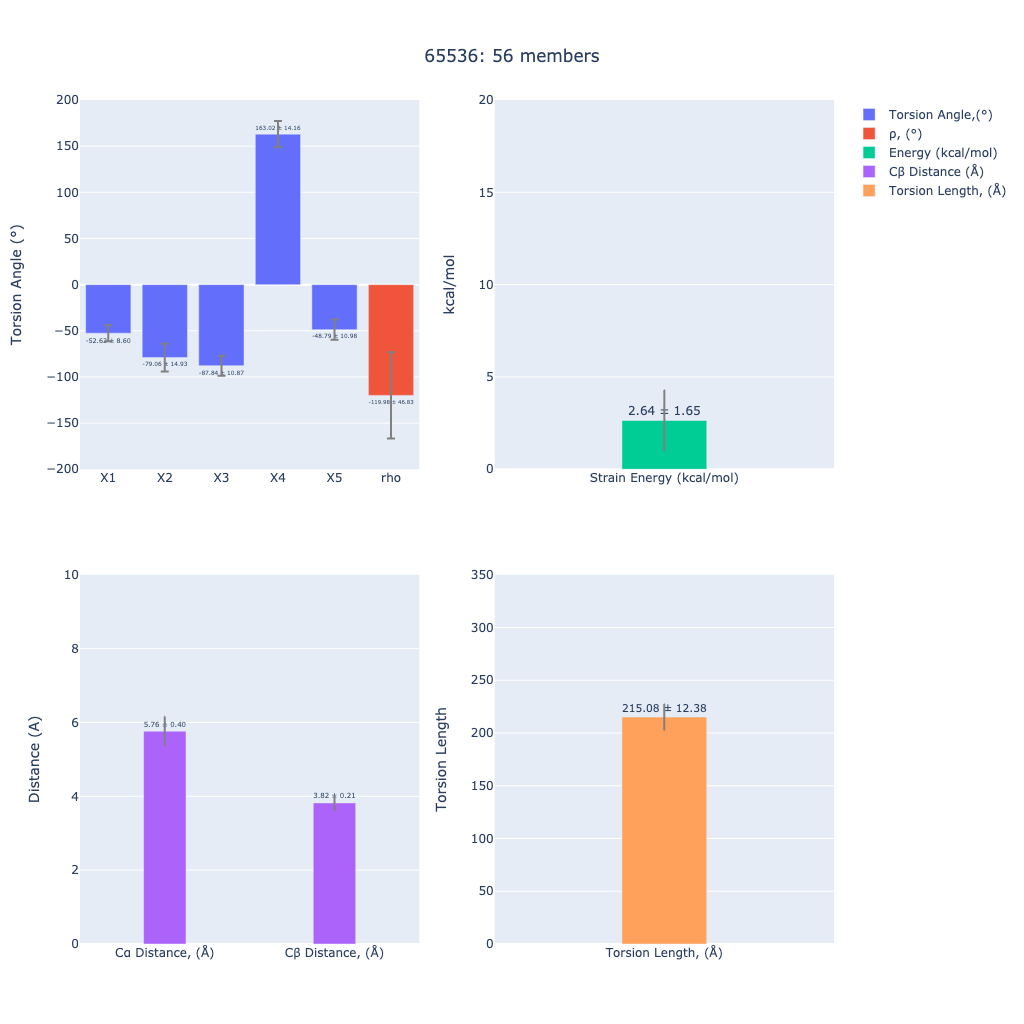 65536: 56 members
Torsion Angle (°)
200
150
100
50
0
−50
−100
−150
−200
-52.62 ± 8.60
-79.06 ± 14.93
-87.84 ± 10.87
163.02 ± 14.16
-48.79 ± 10.98
-119.98 ± 46.83
X1 X2 X3 X4 X5 rho
kcal/mol
20
15
10
5
0
2.64 ± 1.65
Strain Energy (kcal/mol)
Torsion Angle,(°)
ρ, (°)
Energy (kcal/mol)
Cβ Distance (Å)
Torsion Length, (Å)
Distance (A)
10
8
6
4
2
0
5.76 ± 0.40
3.82 ± 0.21
Cα Distance, (Å) Cβ Distance, (Å)
Torsion Length
350
300
250
200
150
100
50
0
215.08 ± 12.38
Torsion Length, (Å)